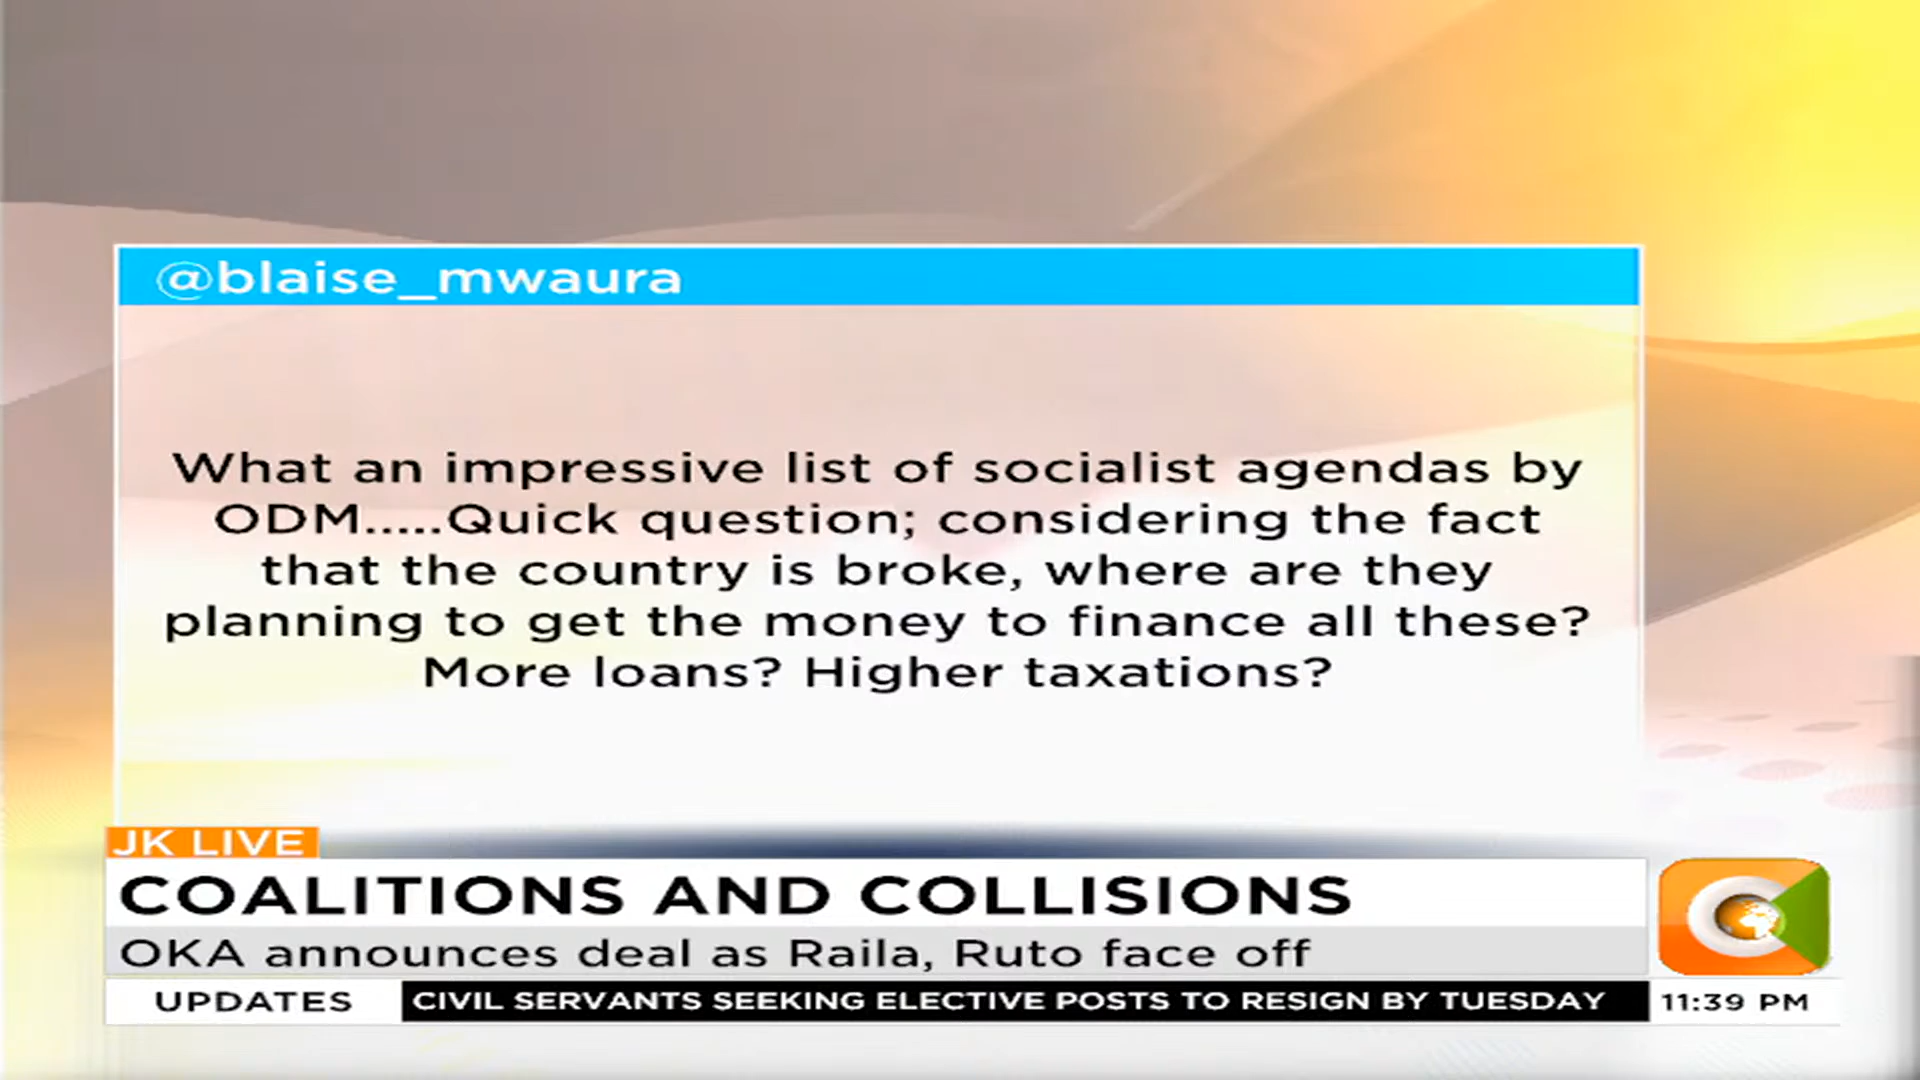 @blaise_mwaura
What an impressive list of socialist agendas by
ODM.....Quick question; considering the fact
that the country is broke, where are they
planning to get the money to finance all these?
More loans? Higher taxations?
JK LIVE
COALITIONS AND COLLISIONS
OKA announces deal as Raila, Ruto face off
UPDATES CIVIL SERVANTS SEEKING ELECTIVE POSTS TO RESIGN BY TUESDAY 11:39 PM